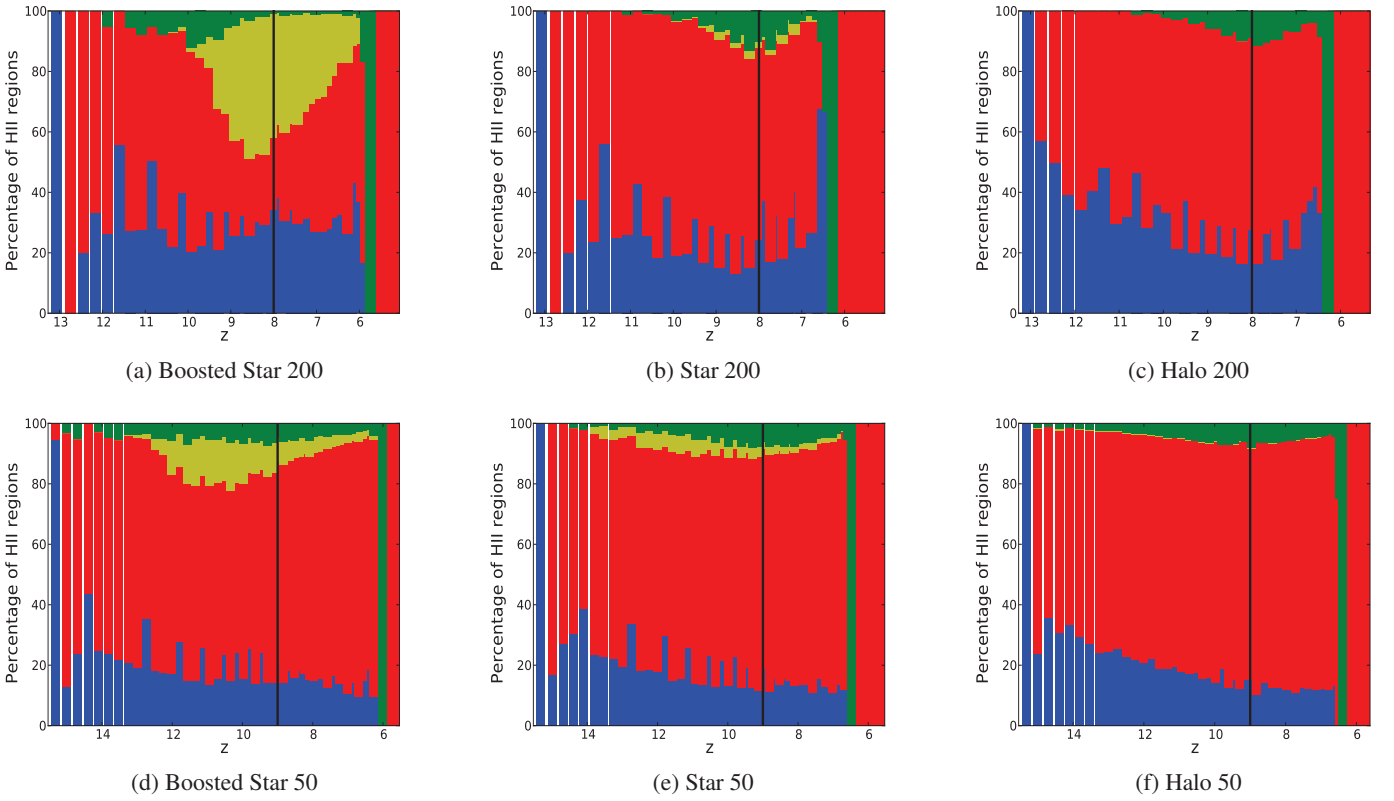 Percentage of HII regions
100
80
60
40
20
0
13 12 11 10 9 8 7 6
z
(a) Boosted Star 200
Percentage of HII regions
100
80
60
40
20
0
13 12 11 10 9 8 7 6
z
(b) Star 200
Percentage of HII regions
100
80
60
40
20
0
13 12 11 10 9 8 7 6
z
(c) Halo 200
Percentage of HII regions
100
80
60
40
20
0
14 12 10 8 6
z
(d) Boosted Star 50
Percentage of HII regions
100
80
60
40
20
0
14 12 10 8 6
z
(e) Star 50
Percentage of HII regions
100
80
60
40
20
0
14 12 10 8 6
z
(f) Halo 50